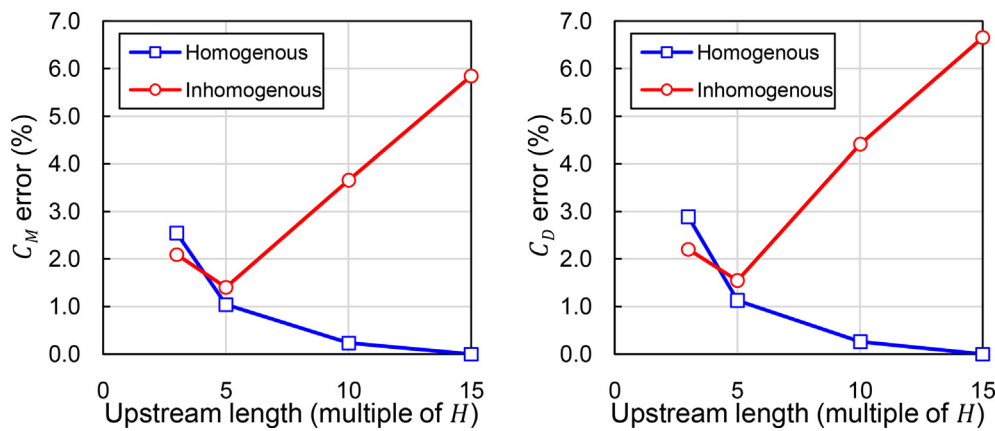 7.0
6.0
5.0
4.0
3.0
2.0
1.0
0.0
C_M error (%)
Homogenous
Inhomogenous
0 5 10 15
Upstream length (multiple of H)
7.0
6.0
5.0
4.0
3.0
2.0
1.0
0.0
C_D error (%)
Homogenous
Inhomogenous
0 5 10 15
Upstream length (multiple of H)